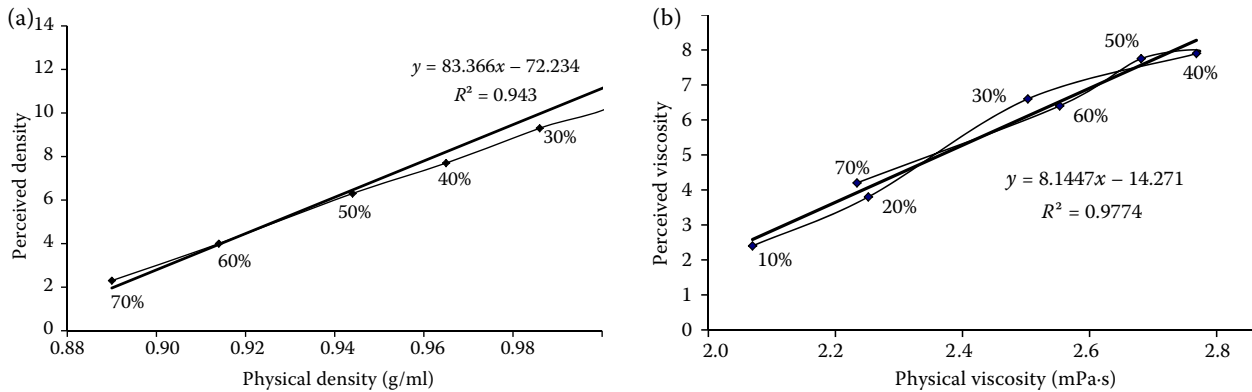 (a)
14
12
10
8
6
4
2
0
Perceived density
y = 83.366x – 72.234
R² = 0.943
30%
40%
50%
60%
70%
0.88 0.90 0.92 0.94 0.96 0.98
Physical density (g/ml)
(b)
8
7
6
5
4
3
2
1
0
Perceived viscosity
50%
40%
30%
60%
70%
20%
10%
y = 8.1447x – 14.271
R² = 0.9774
2.0 2.2 2.4 2.6 2.8
Physical viscosity (mPa·s)